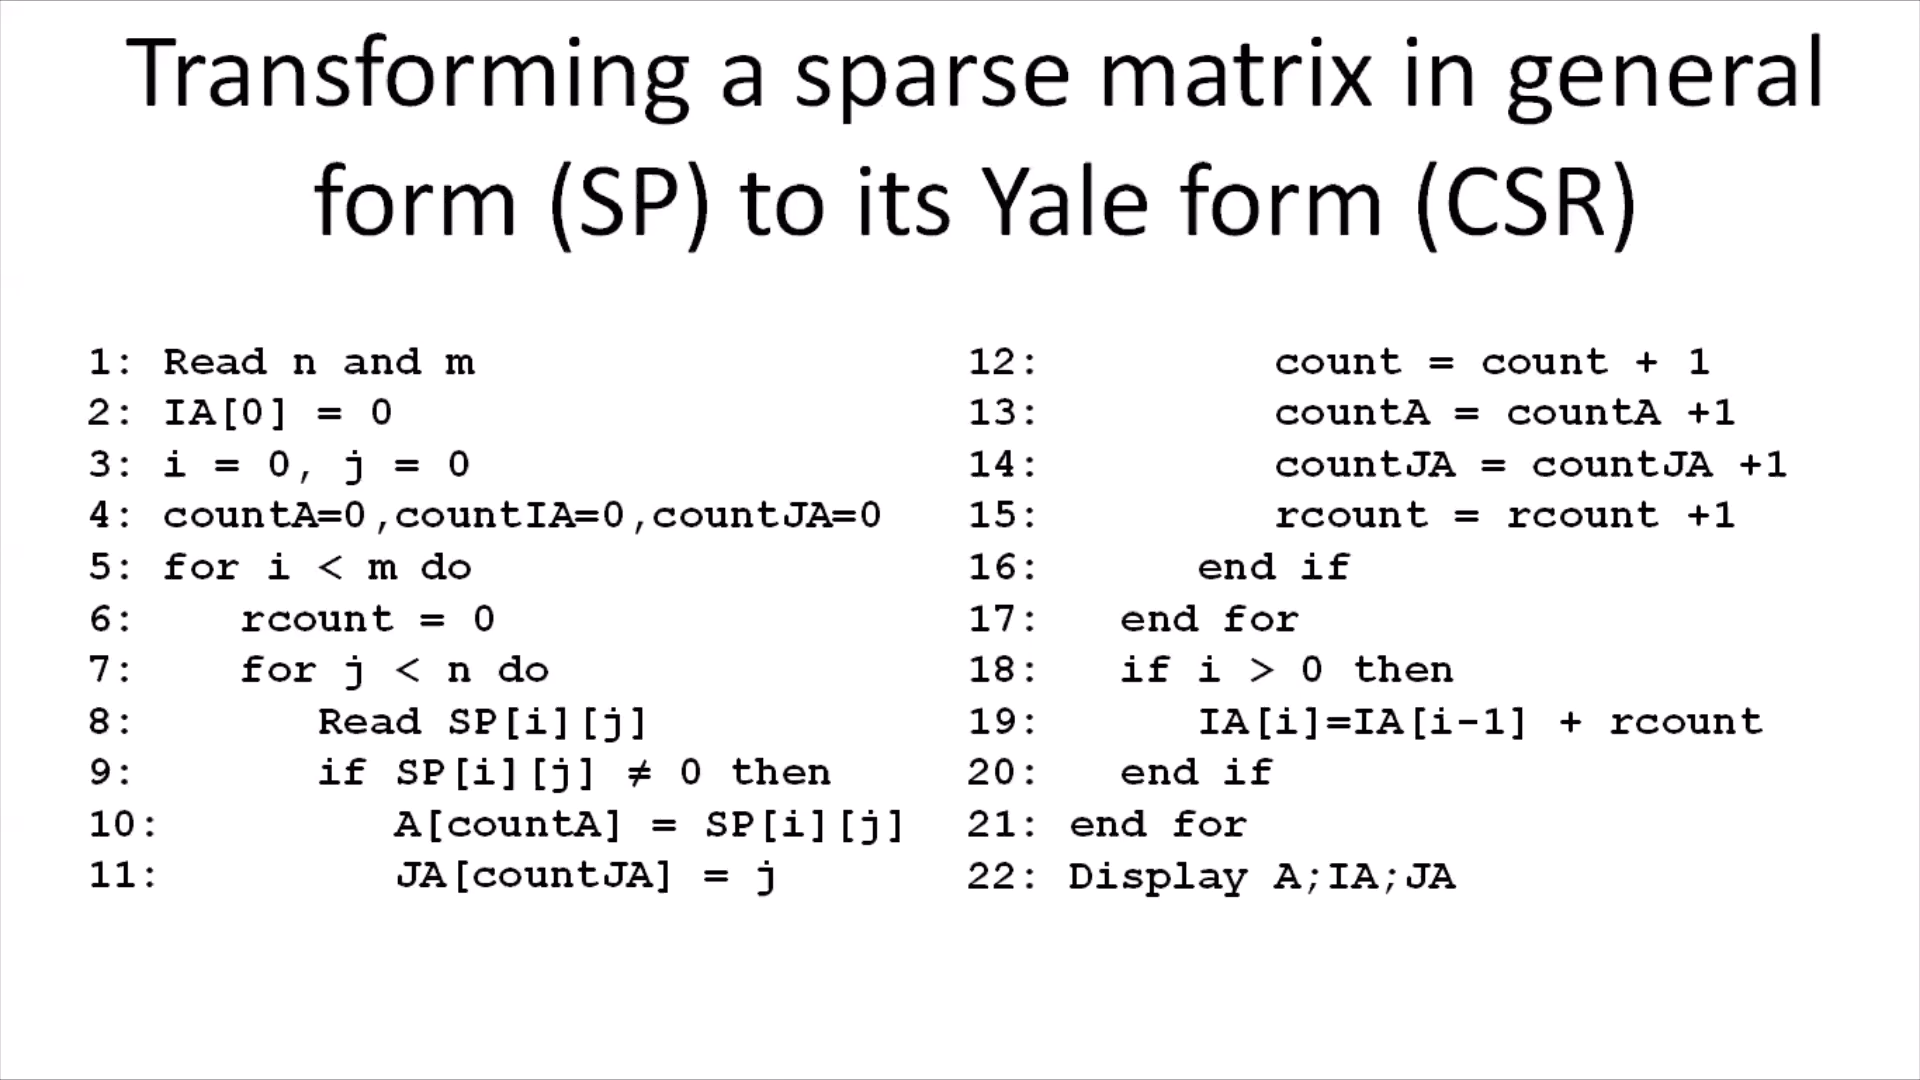 Transforming a sparse matrix in general
form (SP) to its Yale form (CSR)
1: Read n and m
2: IA[0] = 0
3: i = 0, j = 0
4: countA=0,countIA=0,countJA=0
5: for i < m do
6: rcount = 0
7: for j < n do
8: Read SP[i][j]
9: if SP[i][j] ≠ 0 then
10: A[countA] = SP[i][j]
11: JA[countJA] = j
12: count = count + 1
13: countA = countA +1
14: countJA = countJA +1
15: rcount = rcount +1
16: end if
17: end for
18: if i > 0 then
19: IA[i]=IA[i-1] + rcount
20: end if
21: end for
22: Display A;IA;JA